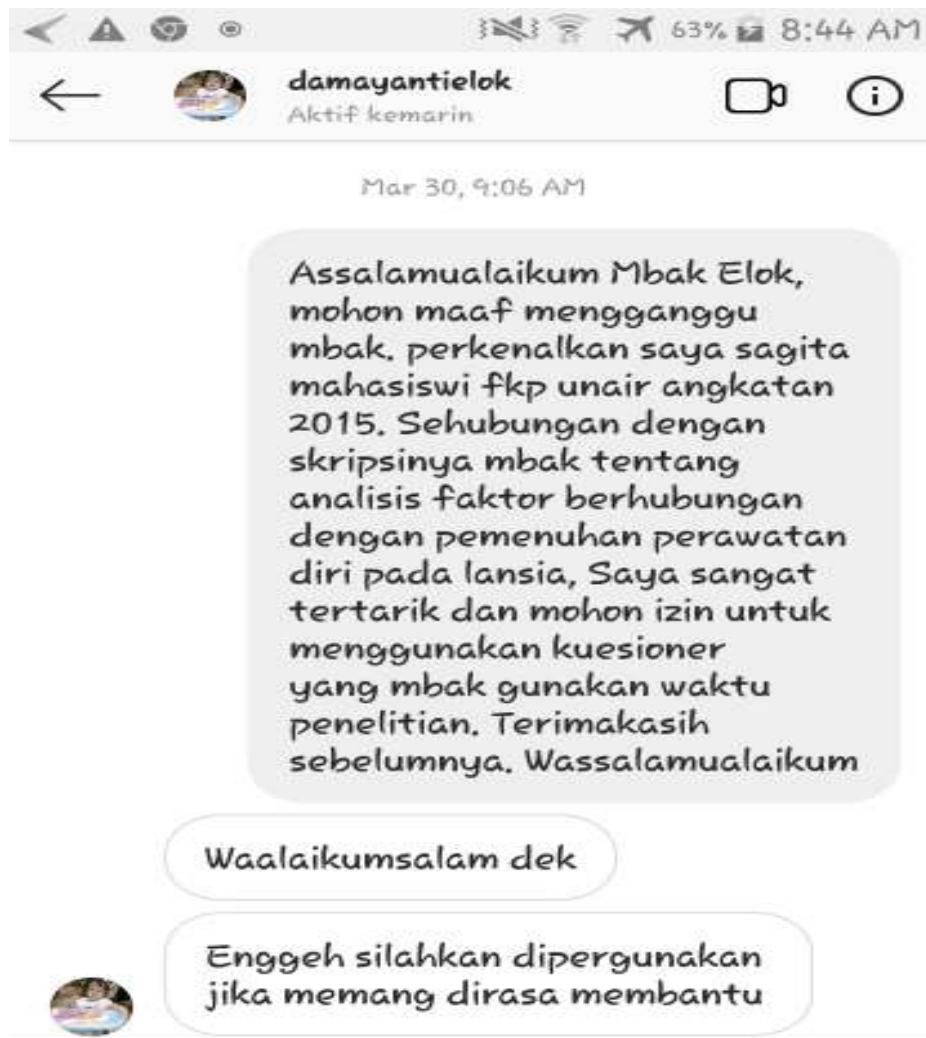 63% 8:44 AM
damayantielok
Aktif kemarin
Mar 30, 9:06 AM
Assalamualaikum Mbak Elok,
mohon maaf mengganggu
mbak. perkenalkan saya sagita
mahasiswi fkp unair angkatan
2015. Sehubungan dengan
skripsinya mbak tentang
analisis faktor berhubungan
dengan pemenuhan perawatan
diri pada lansia, Saya sangat
tertarik dan mohon izin untuk
menggunakan kuesioner
yang mbak gunakan waktu
penelitian. Terimakasih
sebelumnya. Wassalamualaikum
Waalaikumsalam dek
Enggeh silahkan dipergunakan
jika memang dirasa membantu